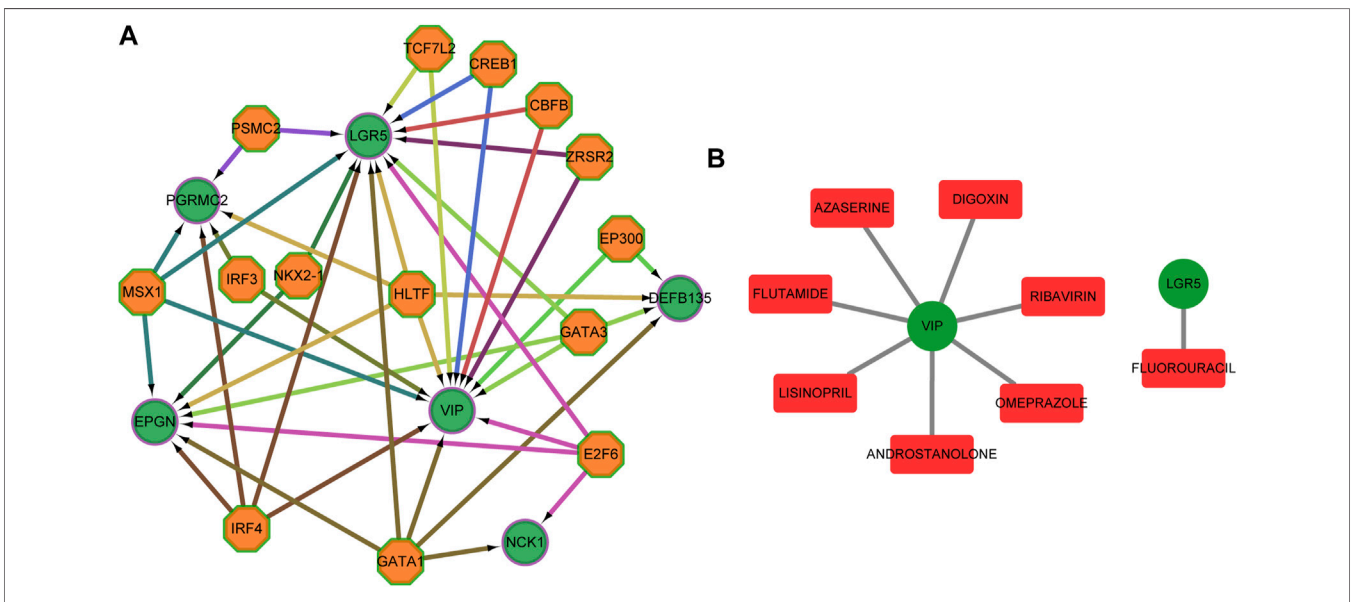 A
TCF7L2
CREB1
CBFB
PSMC2
LGR5
ZRSR2
PGRMC2
EP300
IRF3
NKX2-1
MSX1
HLTF
DEFB135
GATA3
EPGN
VIP
E2F6
IRF4
NCK1
GATA1
B
AZASERINE
DIGOXIN
FLUTAMIDE
RIBAVIRIN
VIP
LISINOPRIL
OMEPRAZOLE
ANDROSTANOLONE
LGR5
FLUOROURACIL